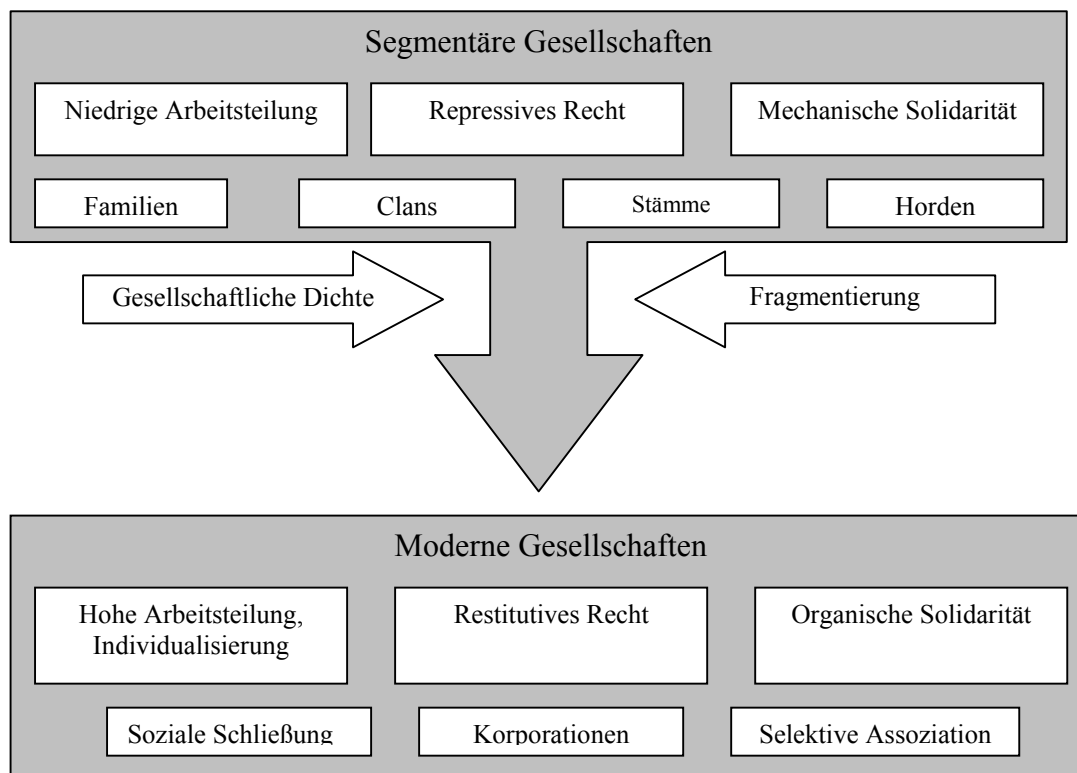 Segmentäre Gesellschaften
Niedrige Arbeitsteilung
Repressives Recht
Mechanische Solidarität
Familien
Clans
Stämme
Horden
Gesellschaftliche Dichte
Fragmentierung
Moderne Gesellschaften
Hohe Arbeitsteilung,
Individualisierung
Restitutives Recht
Organische Solidarität
Soziale Schließung
Korporationen
Selektive Assoziation